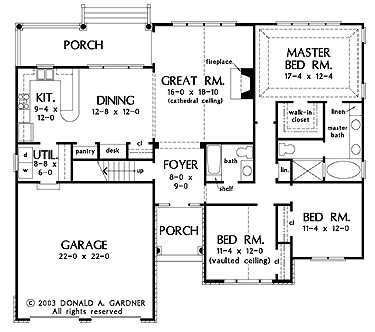 PORCH
fireplace
GREAT RM.
16-0 x 18-10
(cathedral ceiling)
MASTER
BED RM.
17-4 x 12-4
KIT.
9-4 x
12-0
DINING
12-8 x 12-0
walk-in
closet
linen
master
bath
UTIL.
8-8 x
6-0
d
w
pantry
desk
cl
FOYER
8-0 x
9-0
bath
shelf
lin.
cl
cl
GARAGE
22-0 x 22-0
PORCH
BED RM.
11-4 x 12-0
(vaulted ceiling)
BED RM.
11-4 x 12-0
© 2003 DONALD A. GARDNER
All rights reserved